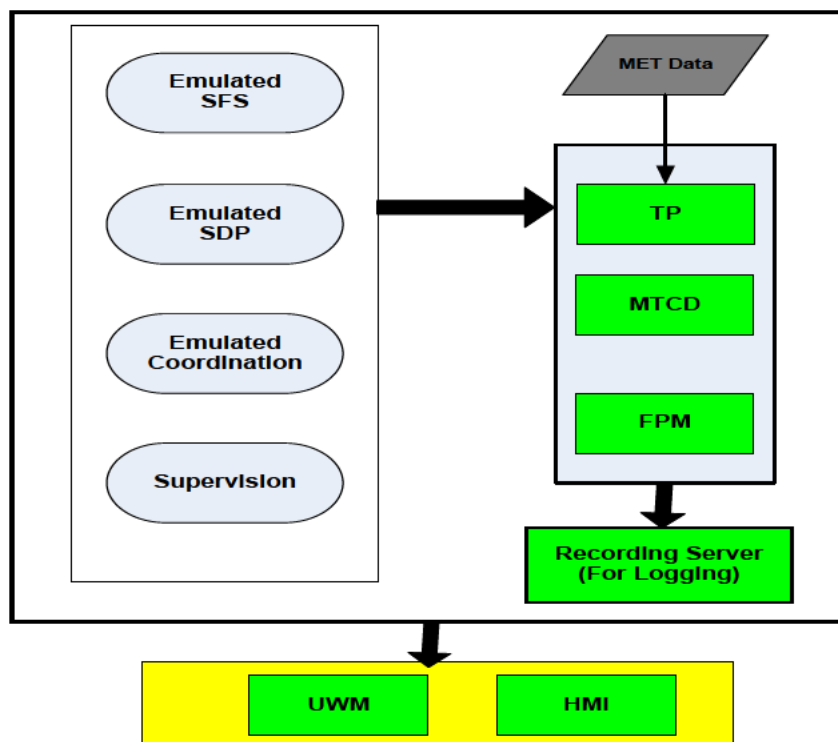 Emulated
SFS
Emulated
SDP
Emulated
Coordination
Supervision
MET Data
TP
MTCD
FPM
Recording Server
(For Logging)
UWM
HMI